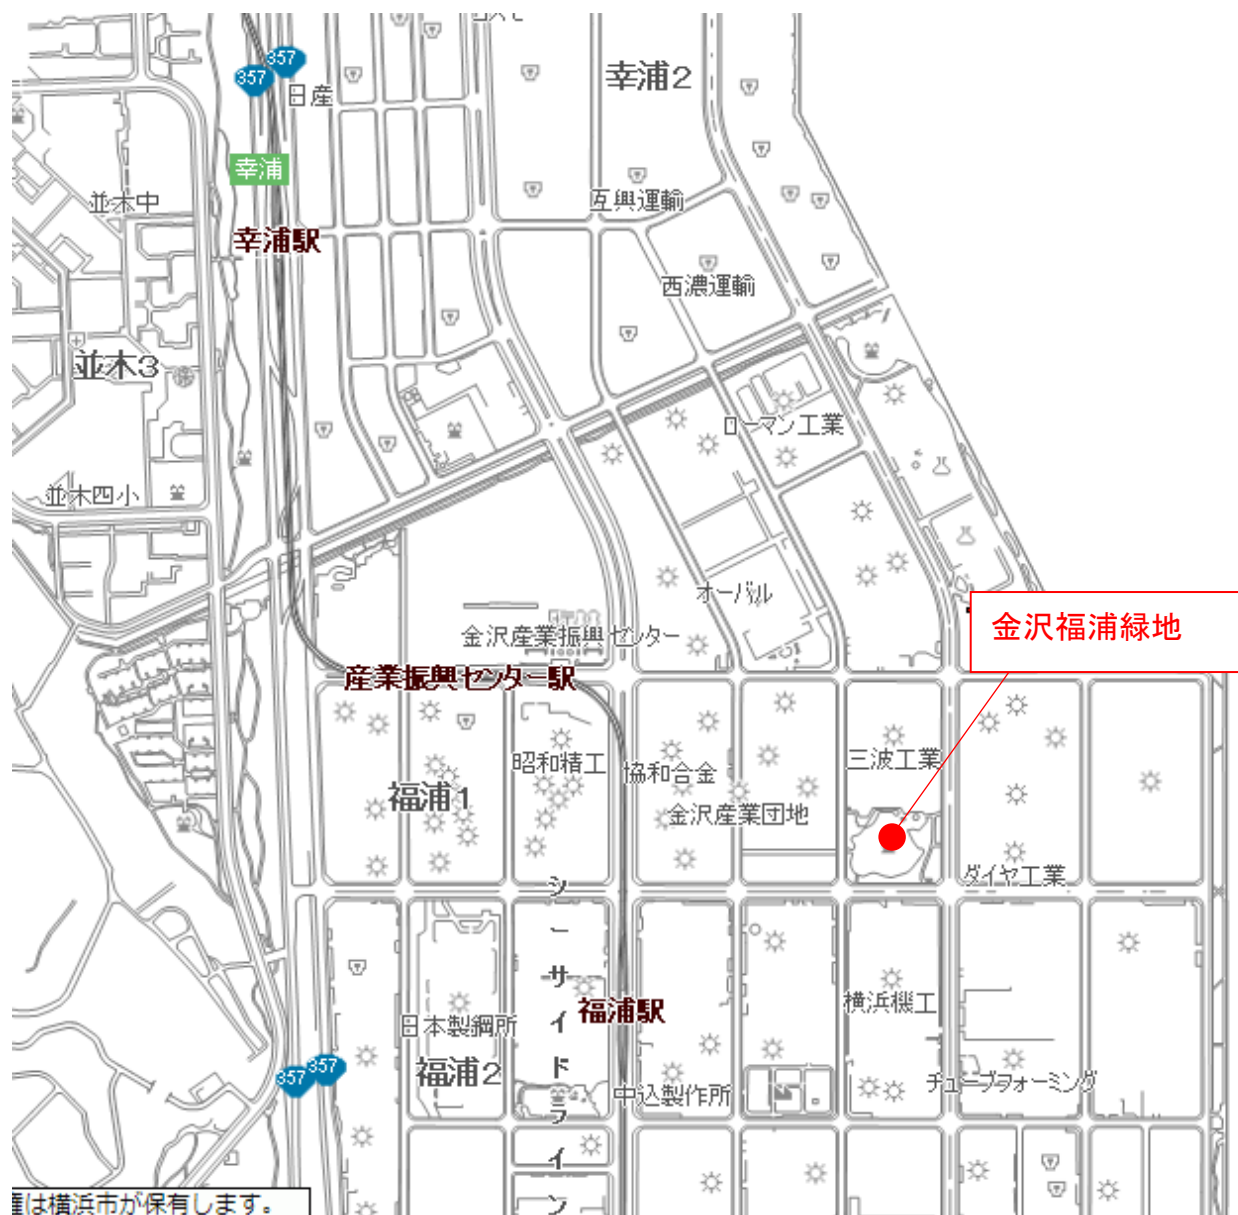 幸浦2
357
357
日産
幸浦
並木中
互興運輸
幸浦駅
西濃運輸
並木3
ローマン工業
並木四小
オーバル
金沢福浦緑地
金沢産業振興センター
産業振興センター駅
昭和精工
協和合金
三波工業
福浦1
金沢産業団地
ダイヤ工業
シーサイドライン
横浜機工
福浦駅
日本製鋼所
福浦2
357
357
中込製作所
チューブフォーミング
産は横浜市が保有します。